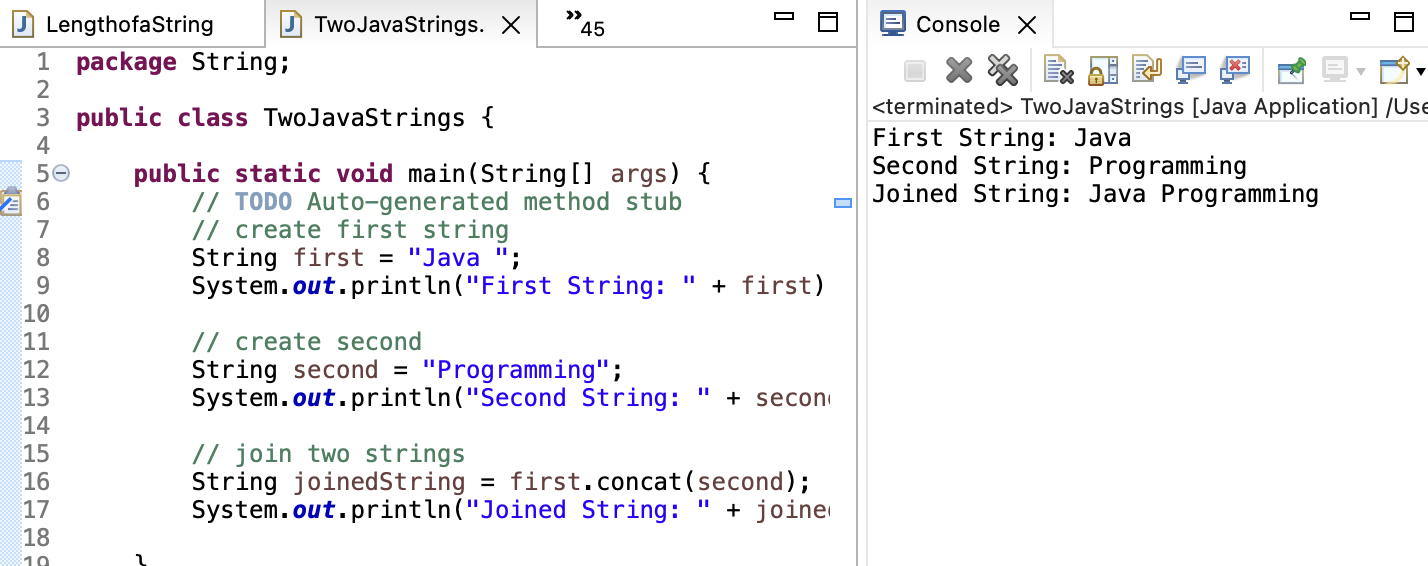 LengthofaString
TwoJavaStrings.
»45
1 package String;
2
3 public class TwoJavaStrings {
4
5 public static void main(String[] args) {
6 // TODO Auto-generated method stub
7 // create first string
8 String first = "Java ";
9 System.out.println("First String: " + first)
10
11 // create second
12 String second = "Programming";
13 System.out.println("Second String: " + secon
14
15 // join two strings
16 String joinedString = first.concat(second);
17 System.out.println("Joined String: " + joine
18
19 }
Console
<terminated> TwoJavaStrings [Java Application] /Use
First String: Java
Second String: Programming
Joined String: Java Programming